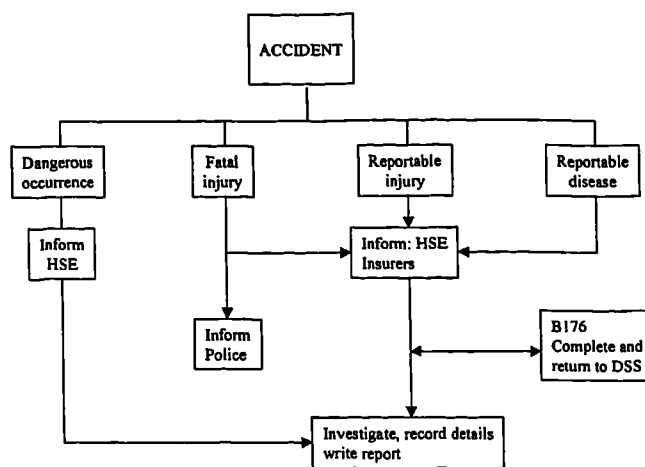 ACCIDENT
Dangerous
occurrence
Fatal
injury
Reportable
injury
Reportable
disease
Inform
HSE
Inform: HSE
Insurers
Inform
Police
B176
Complete and
return to DSS
Investigate, record details
write report